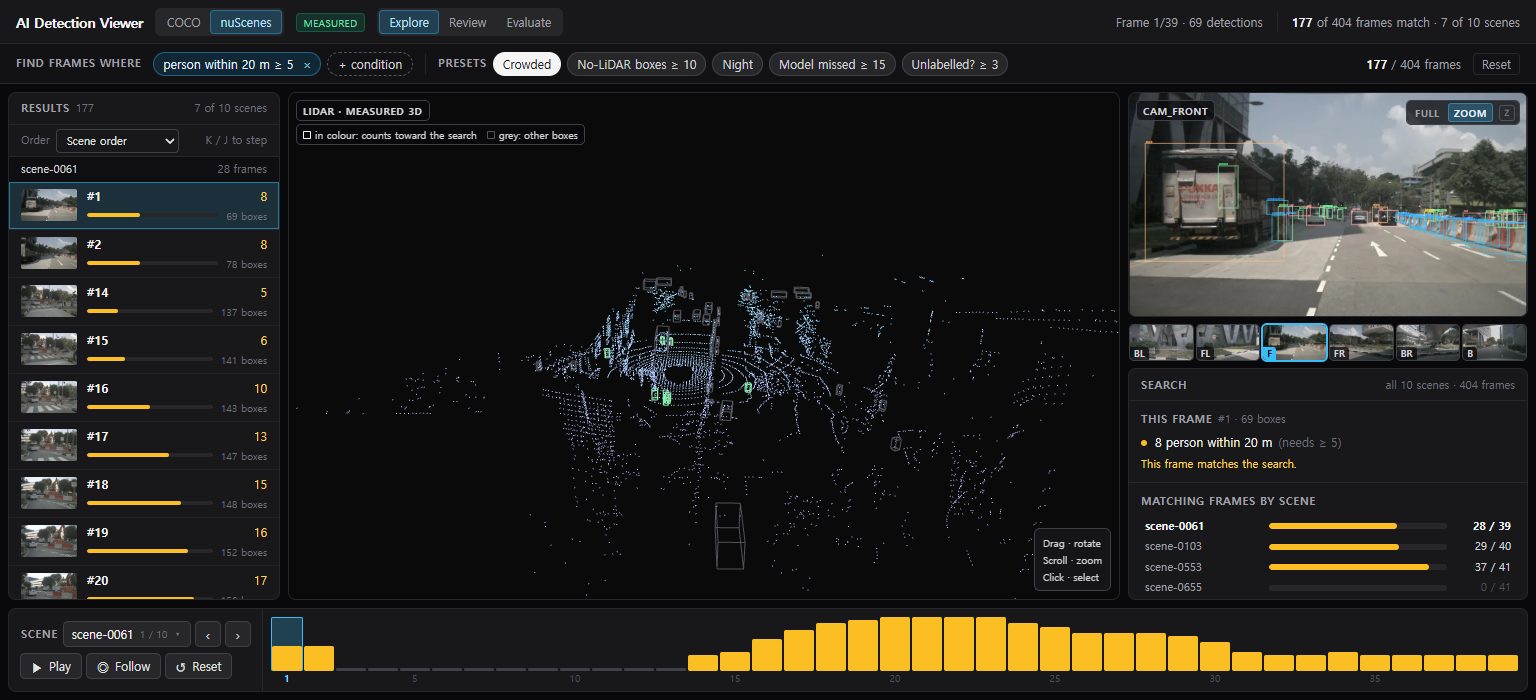 AI Detection Viewer COCO nuScenes MEASURED Explore Review Evaluate Frame 1/39 · 69 detections 177 of 404 frames match · 7 of 10 scenes
FIND FRAMES WHERE person within 20 m ≥ 5 × + condition PRESETS Crowded No-LiDAR boxes ≥ 10 Night Model missed ≥ 15 Unlabelled? ≥ 3 177 / 404 frames Reset
RESULTS 177 7 of 10 scenes
Order Scene order K / J to step
scene-0061 28 frames
#1 8
69 boxes
#2 8
78 boxes
#14 5
137 boxes
#15 6
141 boxes
#16 10
143 boxes
#17 13
147 boxes
#18 15
148 boxes
#19 16
152 boxes
#20 17
LIDAR · MEASURED 3D
in colour: counts toward the search grey: other boxes
Drag · rotate
Scroll · zoom
Click · select
CAM_FRONT FULL ZOOM Z
BL FL F FR BR B
SEARCH all 10 scenes · 404 frames
THIS FRAME #1 · 69 boxes
8 person within 20 m (needs ≥ 5)
This frame matches the search.
MATCHING FRAMES BY SCENE
scene-0061 28 / 39
scene-0103 29 / 40
scene-0553 37 / 41
scene-0655 0 / 41
SCENE scene-0061 1 / 10 ‹ ›
Play Follow Reset
1 5 10 15 20 25 30 35